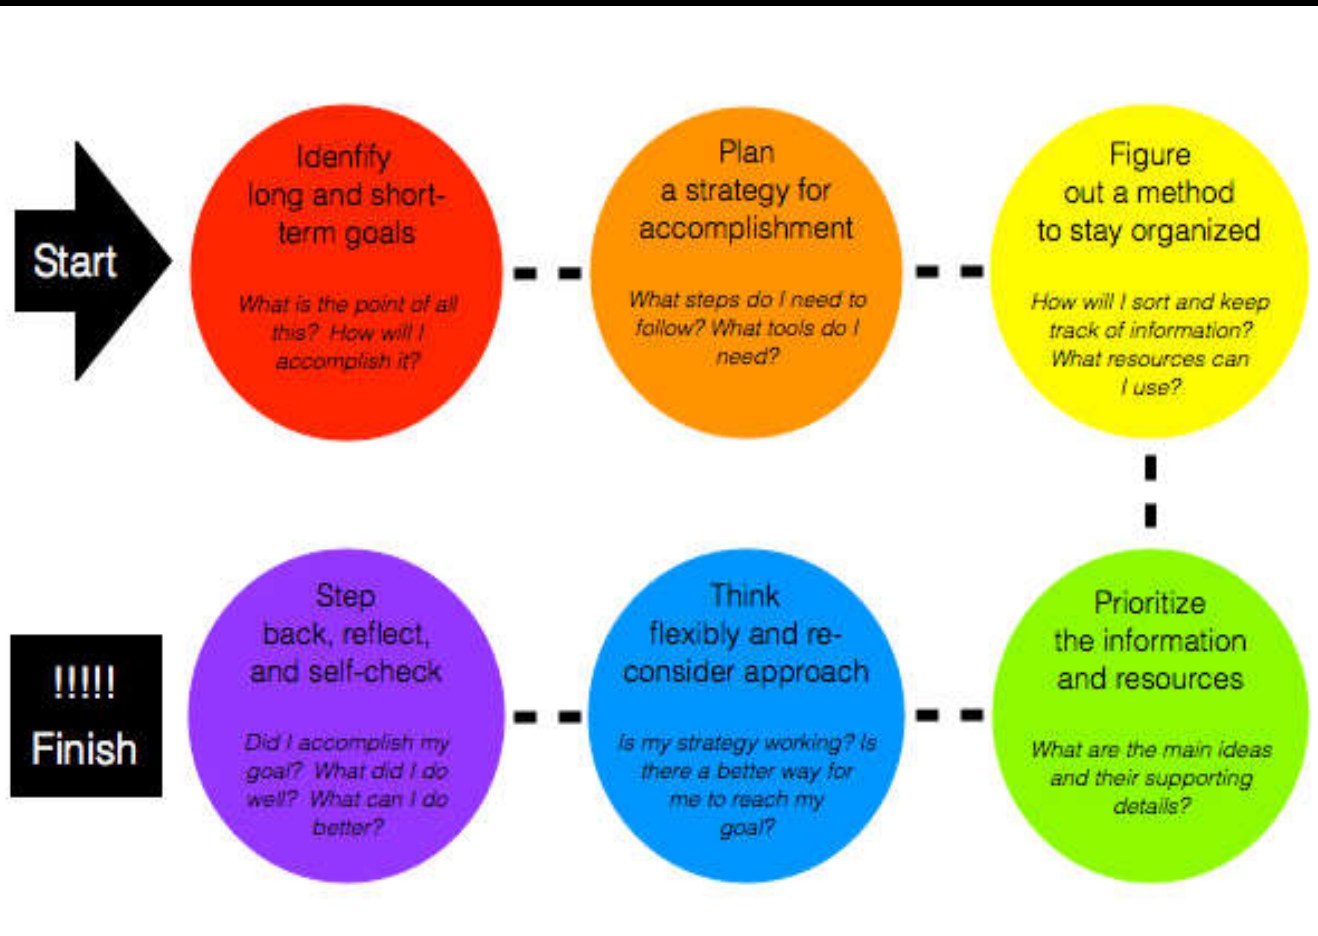 Start
Idenfify
long and short-
term goals
What is the point of all
this? How will I
accomplish it?
Plan
a strategy for
accomplishment
What steps do I need to
follow? What tools do I
need?
Figure
out a method
to stay organized
How will I sort and keep
track of information?
What resources can
I use?
Prioritize
the information
and resources
What are the main ideas
and their supporting
details?
Think
flexibly and re-
consider approach
Is my strategy working? Is
there a better way for
me to reach my
goal?
Step
back, reflect,
and self-check
Did I accomplish my
goal? What did I do
well? What can I do
better?
!!!!!
Finish